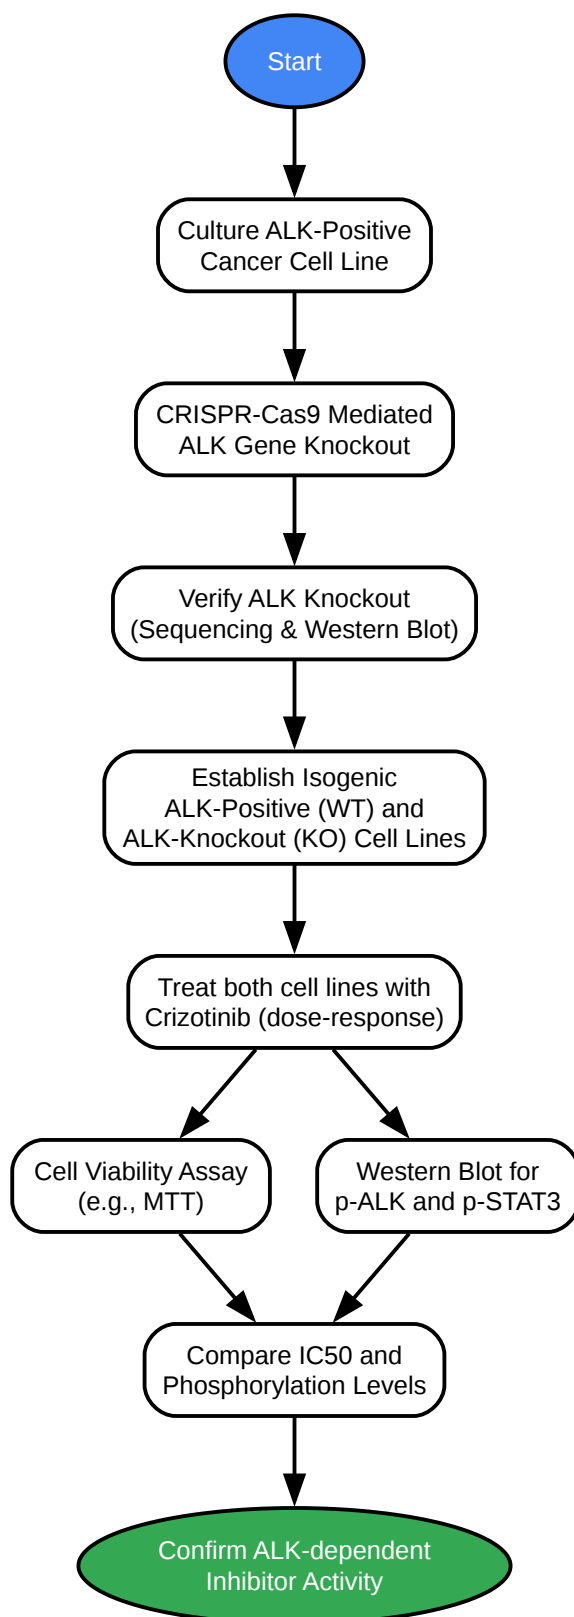 Start
Culture ALK-Positive
Cancer Cell Line
CRISPR-Cas9 Mediated
ALK Gene Knockout
Verify ALK Knockout
(Sequencing & Western Blot)
Establish Isogenic
ALK-Positive (WT) and
ALK-Knockout (KO) Cell Lines
Treat both cell lines with
Crizotinib (dose-response)
Cell Viability Assay
(e.g., MTT)
Western Blot for
p-ALK and p-STAT3
Compare IC50 and
Phosphorylation Levels
Confirm ALK-dependent
Inhibitor Activity